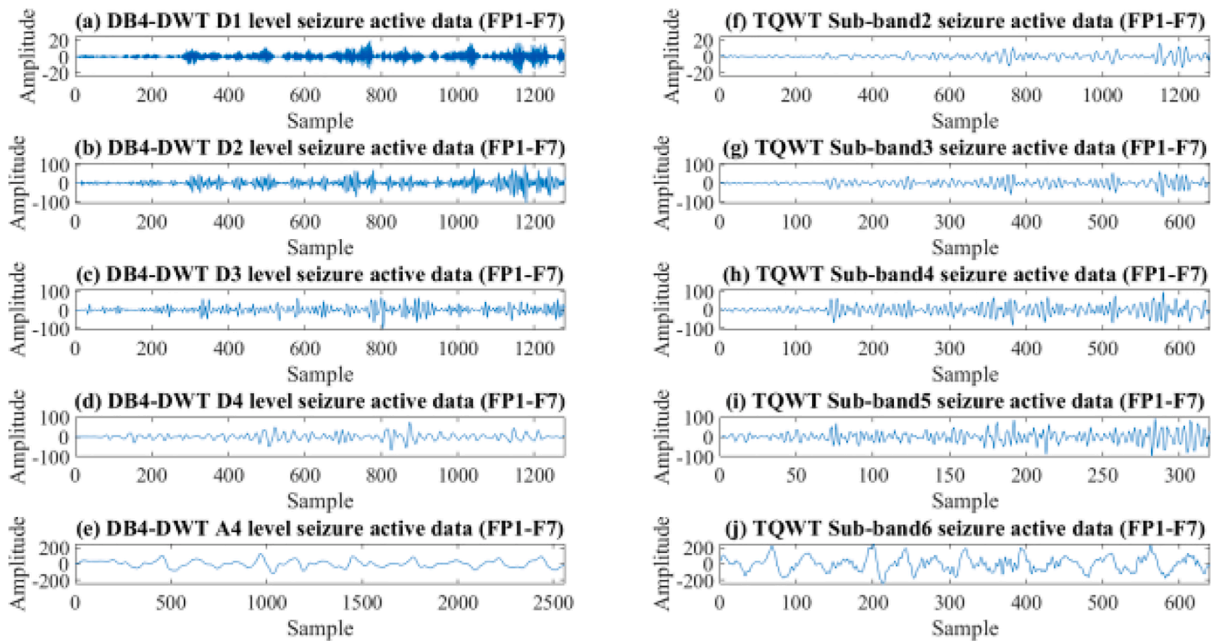 (a) DB4-DWT D1 level seizure active data (FP1-F7)
Amplitude
20
0
-20
0 200 400 600 800 1000 1200
Sample
(b) DB4-DWT D2 level seizure active data (FP1-F7)
Amplitude
100
0
-100
0 200 400 600 800 1000 1200
Sample
(c) DB4-DWT D3 level seizure active data (FP1-F7)
Amplitude
100
0
-100
0 200 400 600 800 1000 1200
Sample
(d) DB4-DWT D4 level seizure active data (FP1-F7)
Amplitude
100
0
-100
0 200 400 600 800 1000 1200
Sample
(e) DB4-DWT A4 level seizure active data (FP1-F7)
Amplitude
200
0
-200
0 500 1000 1500 2000 2500
Sample
(f) TQWT Sub-band2 seizure active data (FP1-F7)
Amplitude
20
0
-20
0 200 400 600 800 1000 1200
Sample
(g) TQWT Sub-band3 seizure active data (FP1-F7)
Amplitude
100
0
-100
0 100 200 300 400 500 600
Sample
(h) TQWT Sub-band4 seizure active data (FP1-F7)
Amplitude
100
0
-100
0 100 200 300 400 500 600
Sample
(i) TQWT Sub-band5 seizure active data (FP1-F7)
Amplitude
100
0
-100
0 50 100 150 200 250 300
Sample
(j) TQWT Sub-band6 seizure active data (FP1-F7)
Amplitude
200
0
-200
0 100 200 300 400 500 600
Sample